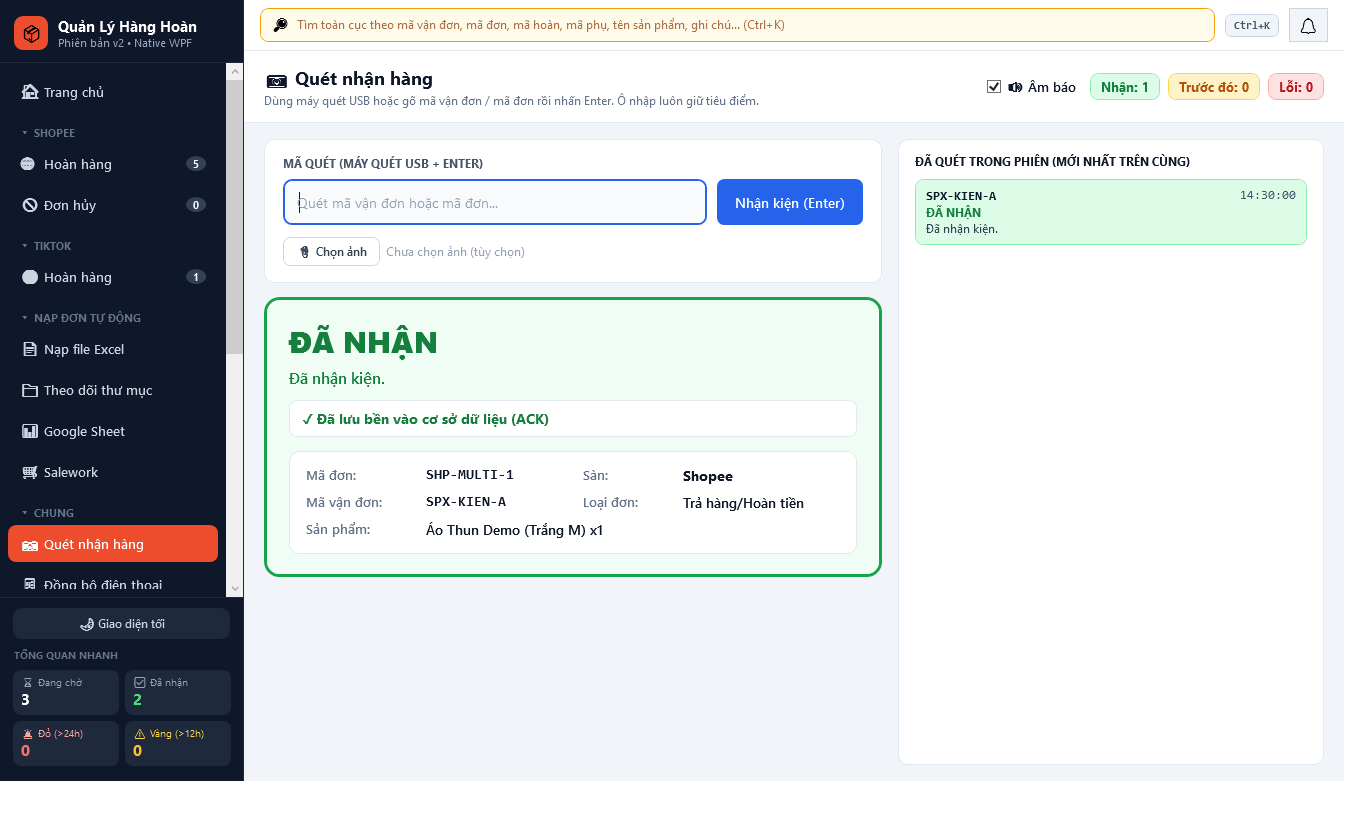 Quản Lý Hàng Hoàn
Phiên bản v2 • Native WPF
Trang chủ
SHOPEE
Hoàn hàng 5
Đơn hủy 0
TIKTOK
Hoàn hàng 1
NẠP ĐƠN TỰ ĐỘNG
Nạp file Excel
Theo dõi thư mục
Google Sheet
Salework
CHUNG
Quét nhận hàng
Đồng bộ điện thoại
Giao diện tối
TỔNG QUAN NHANH
Đang chờ
3
Đã nhận
2
Đỏ (>24h)
0
Vàng (>12h)
0
Tìm toàn cục theo mã vận đơn, mã đơn, mã hoàn, mã phụ, tên sản phẩm, ghi chú... (Ctrl+K)
Ctrl+K
Quét nhận hàng
Dùng máy quét USB hoặc gõ mã vận đơn / mã đơn rồi nhấn Enter. Ô nhập luôn giữ tiêu điểm.
Âm báo
Nhận: 1
Trước đó: 0
Lỗi: 0
MÃ QUÉT (MÁY QUÉT USB + ENTER)
Quét mã vận đơn hoặc mã đơn...
Nhận kiện (Enter)
Chọn ảnh
Chưa chọn ảnh (tùy chọn)
ĐÃ NHẬN
Đã nhận kiện.
✓ Đã lưu bền vào cơ sở dữ liệu (ACK)
Mã đơn: SHP-MULTI-1 Sàn: Shopee
Mã vận đơn: SPX-KIEN-A Loại đơn: Trả hàng/Hoàn tiền
Sản phẩm: Áo Thun Demo (Trắng M) x1
ĐÃ QUÉT TRONG PHIÊN (MỚI NHẤT TRÊN CÙNG)
SPX-KIEN-A 14:30:00
ĐÃ NHẬN
Đã nhận kiện.